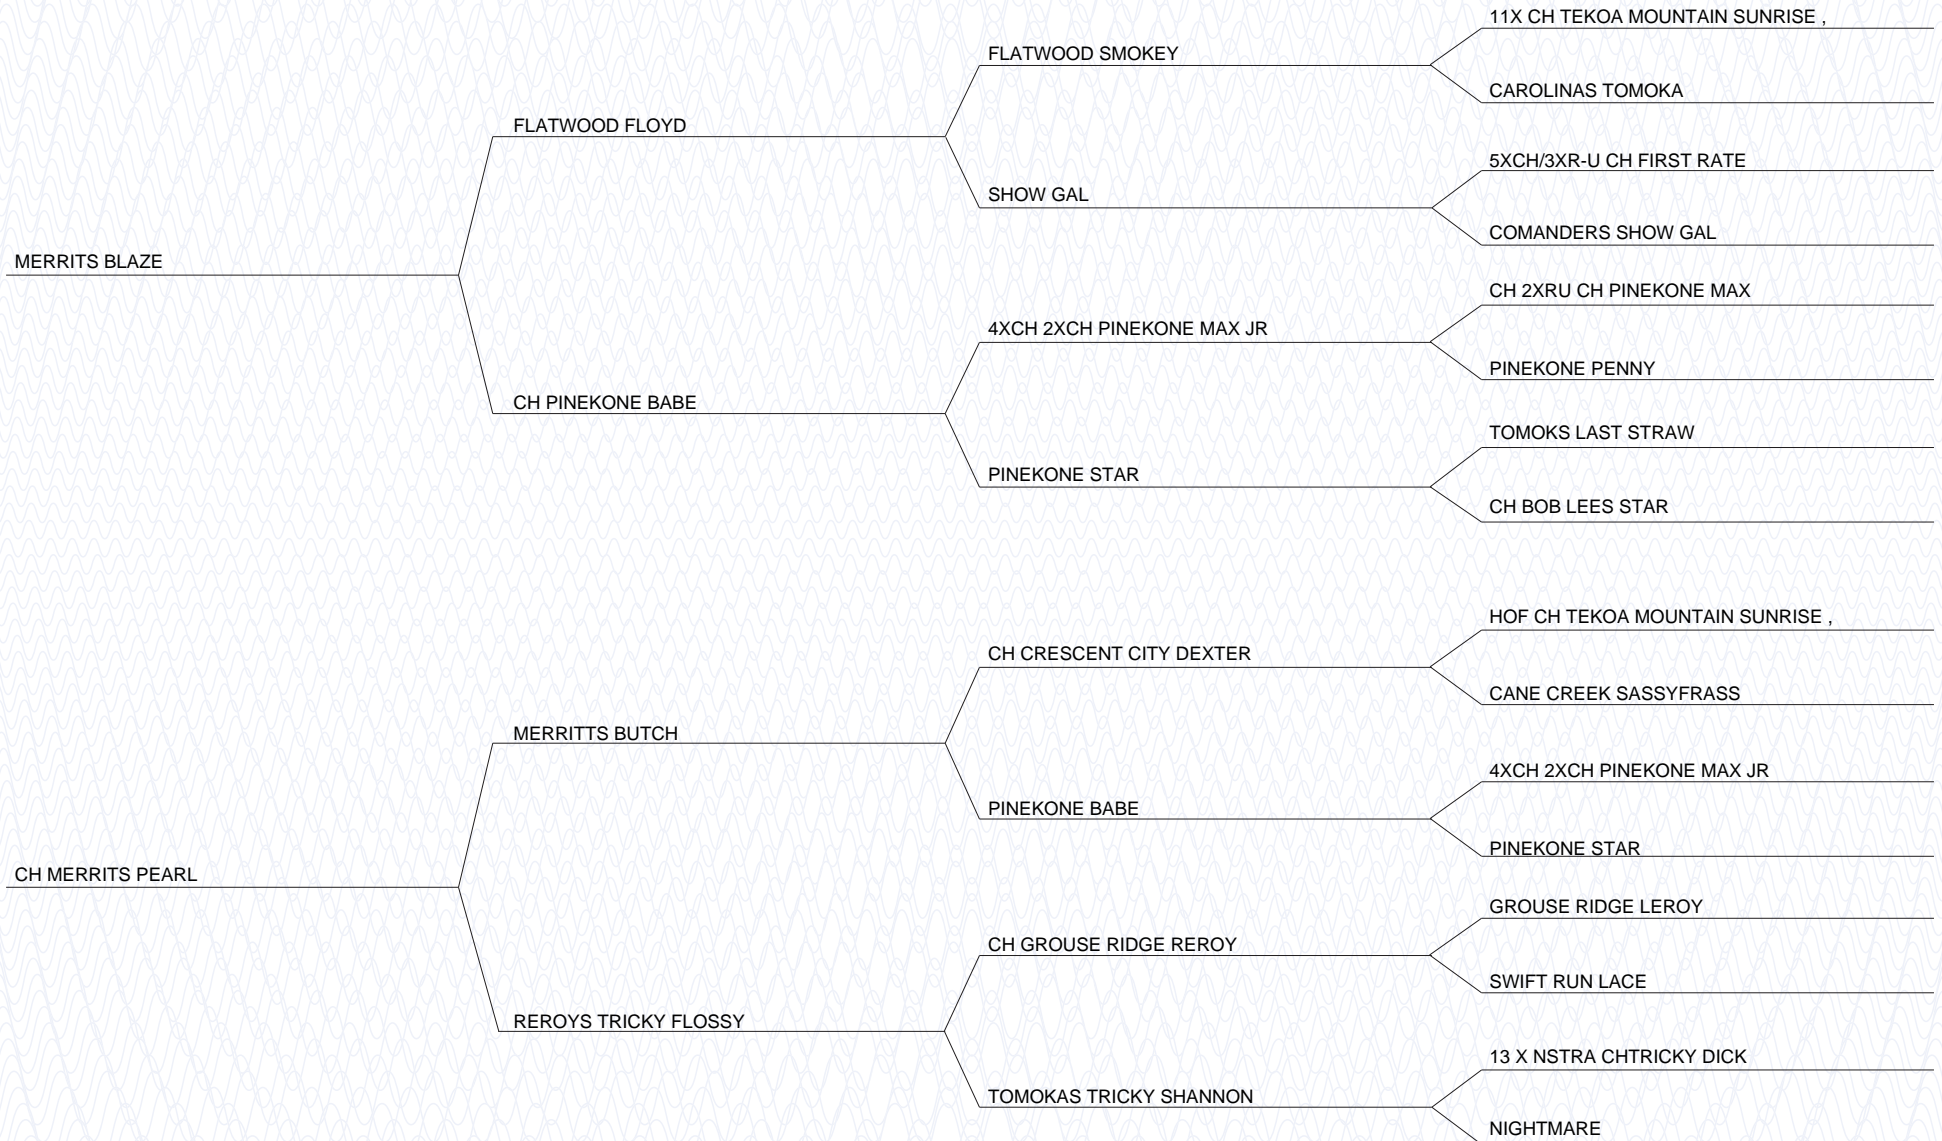 11X CH TEKOA MOUNTAIN SUNRISE ,
FLATWOOD SMOKEY
CAROLINAS TOMOKA
FLATWOOD FLOYD
5XCH/3XR-U CH FIRST RATE
SHOW GAL
COMANDERS SHOW GAL
MERRITS BLAZE
CH 2XRU CH PINEKONE MAX
4XCH 2XCH PINEKONE MAX JR
PINEKONE PENNY
CH PINEKONE BABE
TOMOKS LAST STRAW
PINEKONE STAR
CH BOB LEES STAR
HOF CH TEKOA MOUNTAIN SUNRISE ,
CH CRESCENT CITY DEXTER
CANE CREEK SASSYFRASS
MERRITTS BUTCH
4XCH 2XCH PINEKONE MAX JR
PINEKONE BABE
PINEKONE STAR
CH MERRITS PEARL
GROUSE RIDGE LEROY
CH GROUSE RIDGE REROY
SWIFT RUN LACE
REROYS TRICKY FLOSSY
13 X NSTRA CHTRICKY DICK
TOMOKAS TRICKY SHANNON
NIGHTMARE